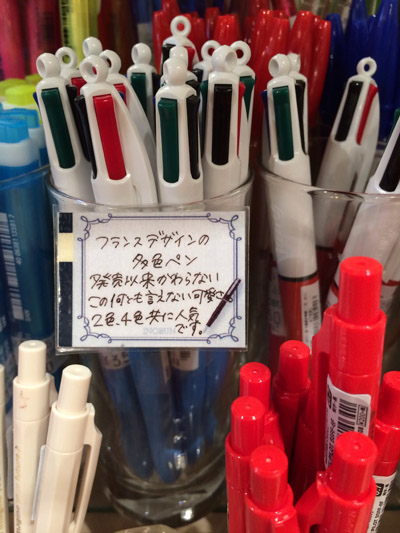 フランスデザインの
多色ペン
発売以来かわらない
この何とも言えない可愛さ
2色、4色共に人気
です。